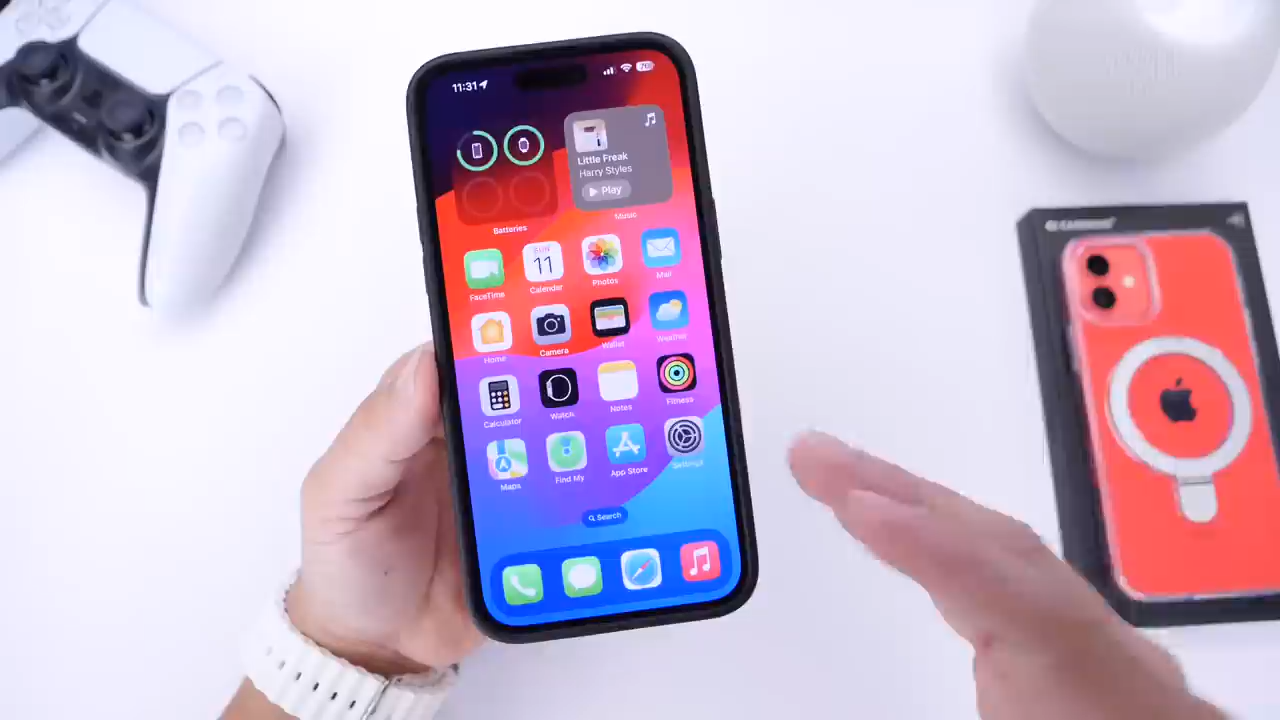 11:31
76
Little Freak
Harry Styles
Play
Batteries
Music
SUN
11
FaceTime
Calendar
Photos
Mail
Home
Camera
Wallet
Weather
Calculator
Watch
Notes
Fitness
Maps
Find My
App Store
Settings
Search